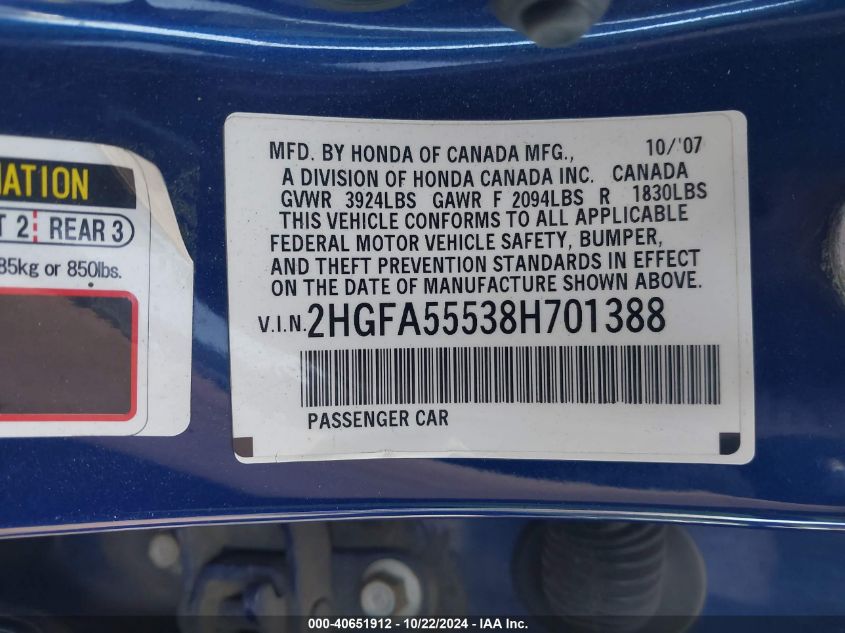 MFD. BY HONDA OF CANADA MFG., 10/'07
A DIVISION OF HONDA CANADA INC. CANADA
GVWR 3924LBS GAWR F 2094LBS R 1830LBS
THIS VEHICLE CONFORMS TO ALL APPLICABLE
FEDERAL MOTOR VEHICLE SAFETY, BUMPER,
AND THEFT PREVENTION STANDARDS IN EFFECT
ON THE DATE OF MANUFACTURE SHOWN ABOVE.
V.I.N. 2HGFA55538H701388
PASSENGER CAR
MATION
T 2 REAR 3
85kg or 850lbs.
000-40651912 - 10/22/2024 - IAA Inc.